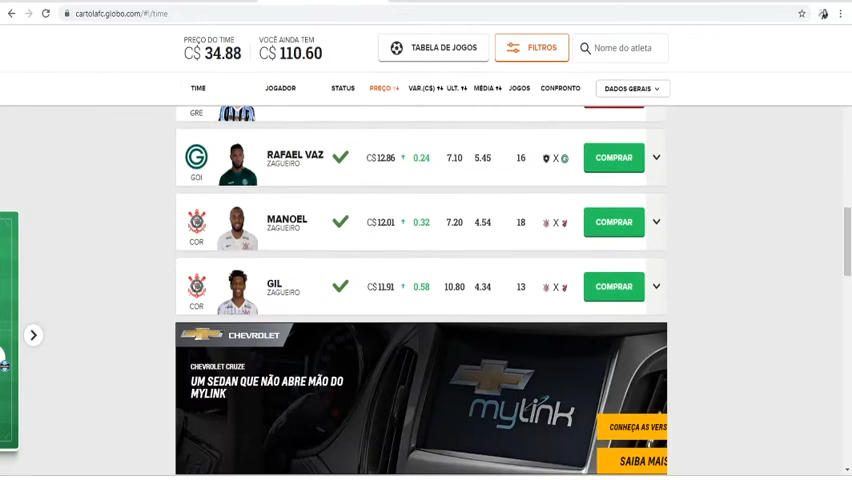 cartolafc.globo.com/#!/time
PREÇO DO TIME
C$ 34.88
VOCÊ AINDA TEM
C$ 110.60
TABELA DE JOGOS
FILTROS
Nome do atleta
TIME JOGADOR STATUS PREÇO VAR.(C$) ULT. MÉDIA JOGOS CONFRONTO DADOS GERAIS
GRE
GOI
RAFAEL VAZ
ZAGUEIRO
C$ 12.86 0.24 7.10 5.45 16 X COMPRAR
COR
MANOEL
ZAGUEIRO
C$ 12.01 0.32 7.20 4.54 18 X COMPRAR
COR
GIL
ZAGUEIRO
C$ 11.91 0.58 10.80 4.34 13 X COMPRAR
CHEVROLET
CHEVROLET CRUZE
UM SEDAN QUE NÃO ABRE MÃO DO
MYLINK
mylink
CONHEÇA AS VERS
SAIBA MAIS